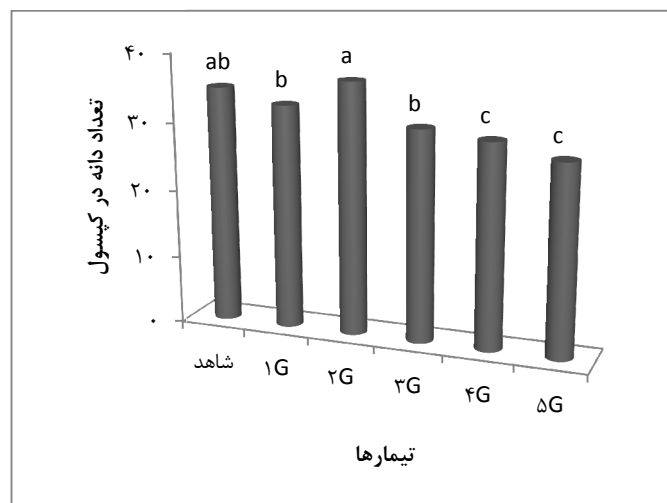 تعداد دانه در کپسول
۴۰
۳۰
۲۰
۱۰
۰
ab
b
a
b
c
c
شاهد
۱G
۲G
۳G
۴G
۵G
تیمارها